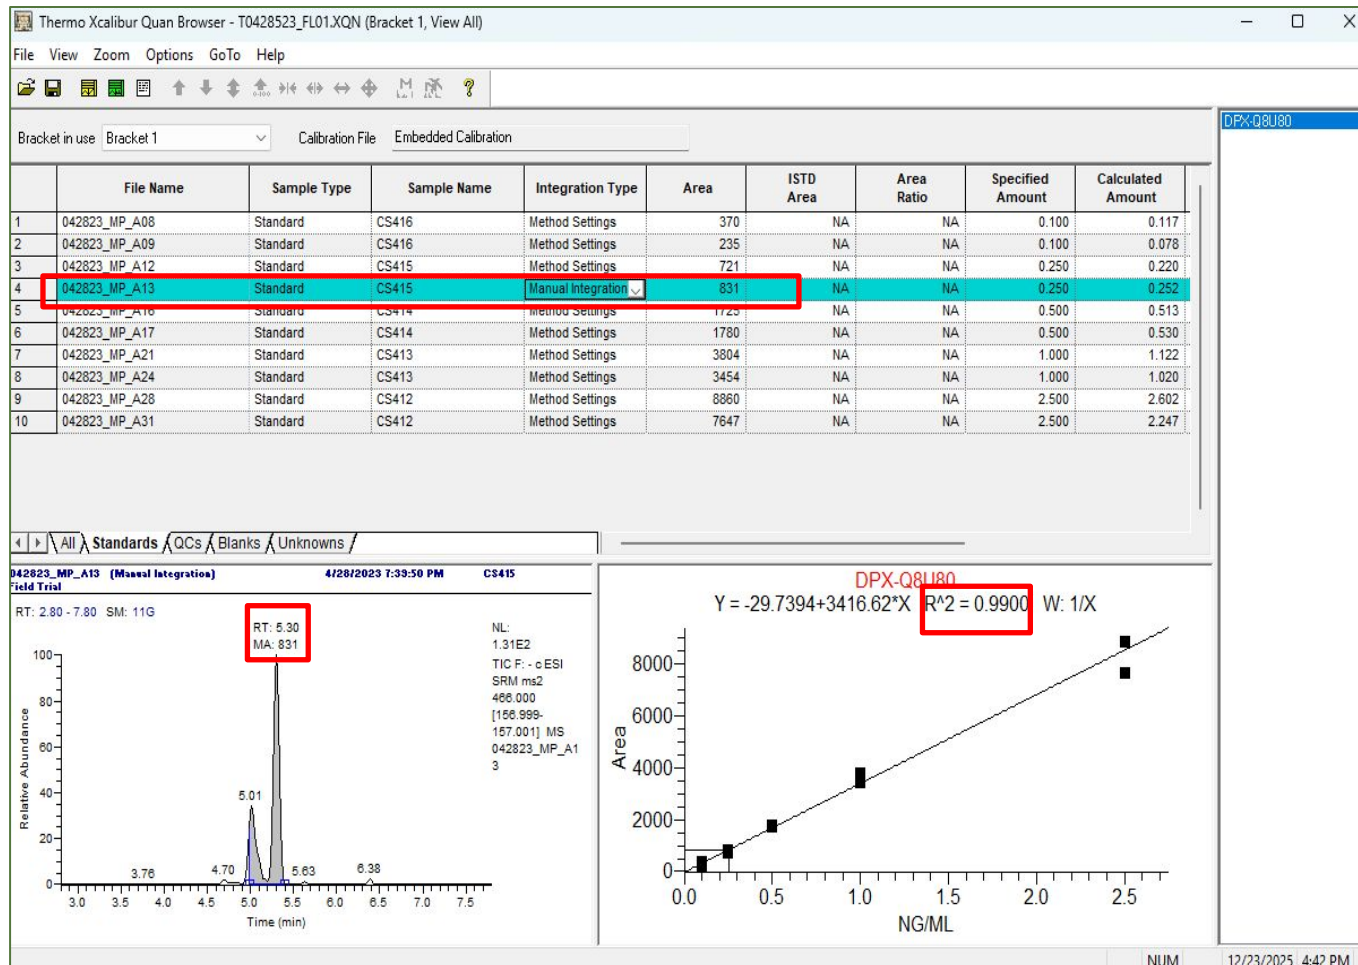 Thermo Xcalibur Quan Browser - T0428523_FL01.XQN (Bracket 1, View All)
File View Zoom Options GoTo Help
Bracket in use Bracket 1 Calibration File Embedded Calibration
DPX-Q8U80
File Name Sample Type Sample Name Integration Type Area ISTD Area Area Ratio Specified Amount Calculated Amount
1 042823_MP_A08 Standard CS416 Method Settings 370 NA NA 0.100 0.117
2 042823_MP_A09 Standard CS416 Method Settings 235 NA NA 0.100 0.078
3 042823_MP_A12 Standard CS415 Method Settings 721 NA NA 0.250 0.220
4 042823_MP_A13 Standard CS415 Manual Integration 831 NA NA 0.250 0.252
5 042823_MP_A16 Standard CS414 Method Settings 1725 NA NA 0.500 0.513
6 042823_MP_A17 Standard CS414 Method Settings 1780 NA NA 0.500 0.530
7 042823_MP_A21 Standard CS413 Method Settings 3804 NA NA 1.000 1.122
8 042823_MP_A24 Standard CS413 Method Settings 3454 NA NA 1.000 1.020
9 042823_MP_A28 Standard CS412 Method Settings 8860 NA NA 2.500 2.602
10 042823_MP_A31 Standard CS412 Method Settings 7647 NA NA 2.500 2.247
All Standards QCs Blanks Unknowns
042823_MP_A13 (Manual Integration) 4/28/2023 7:39:50 PM CS415
Field Trial
RT: 2.80 - 7.80 SM: 11G
RT: 5.30
MA: 831
NL:
1.31E2
TIC F: - c ESI
SRM ms2
466.000
[156.999-
157.001] MS
042823_MP_A1
3
100
80
60
40
20
0
Relative Abundance
3.76
4.70
5.01
5.63
6.38
3.0 3.5 4.0 4.5 5.0 5.5 6.0 6.5 7.0 7.5
Time (min)
DPX-Q8U80
Y = -29.7394+3416.62*X R^2 = 0.9900 W: 1/X
8000
6000
4000
2000
0
Area
0.0 0.5 1.0 1.5 2.0 2.5
NG/ML
NUM 12/23/2025 4:42 PM